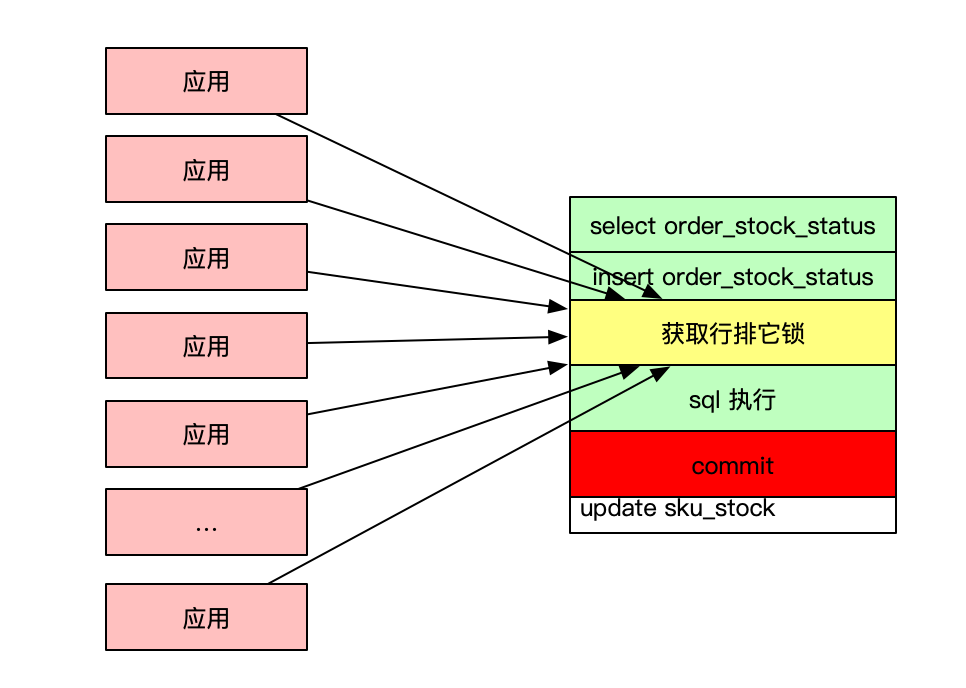 应用
应用
应用
应用
应用
...
应用
select order_stock_status
insert order_stock_status
获取行排它锁
sql 执行
commit
update sku_stock